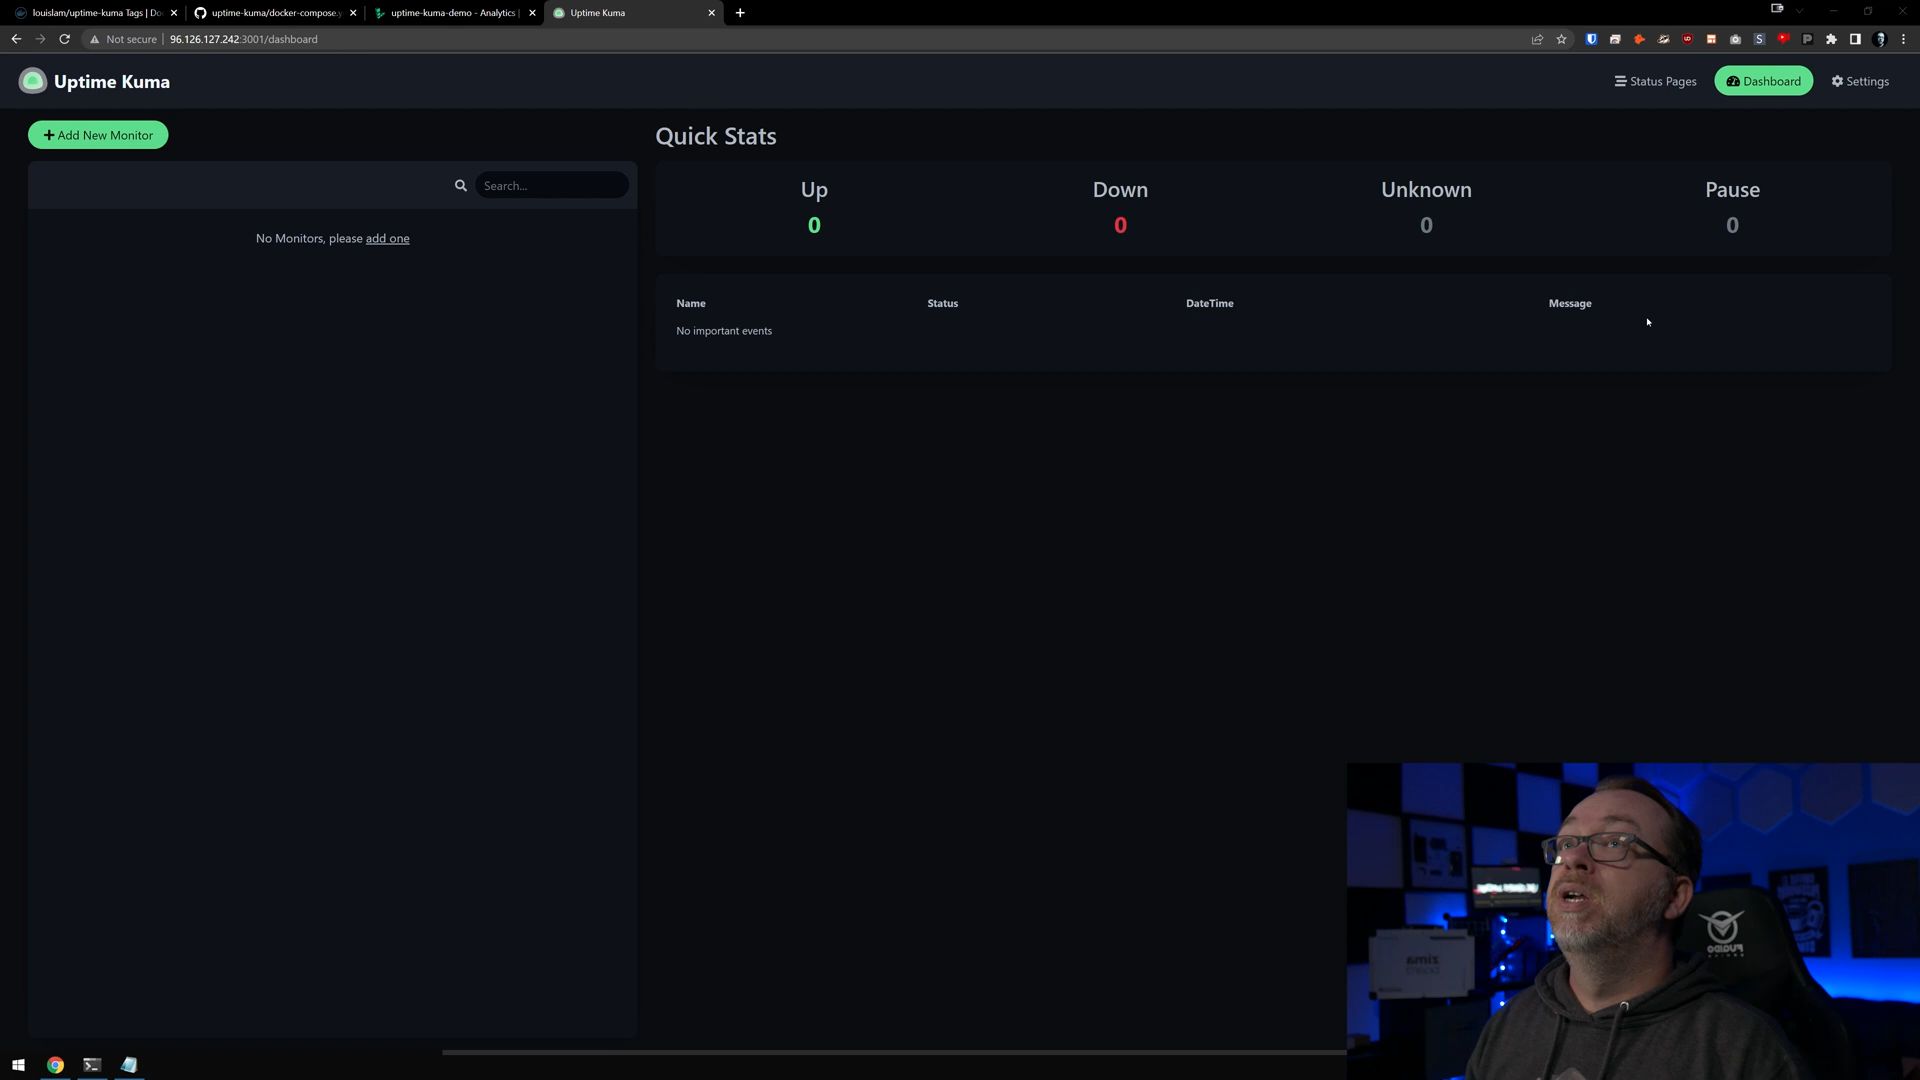 louislam/uptime-kuma Tags | Do
uptime-kuma/docker-compose.y
uptime-kuma-demo - Analytics |
Uptime Kuma
Not secure
96.126.127.242:3001/dashboard
Uptime Kuma
Status Pages
Dashboard
Settings
Add New Monitor
Search...
No Monitors, please add one
Quick Stats
Up
Down
Unknown
Pause
0
0
0
0
Name
Status
DateTime
Message
No important events
zima